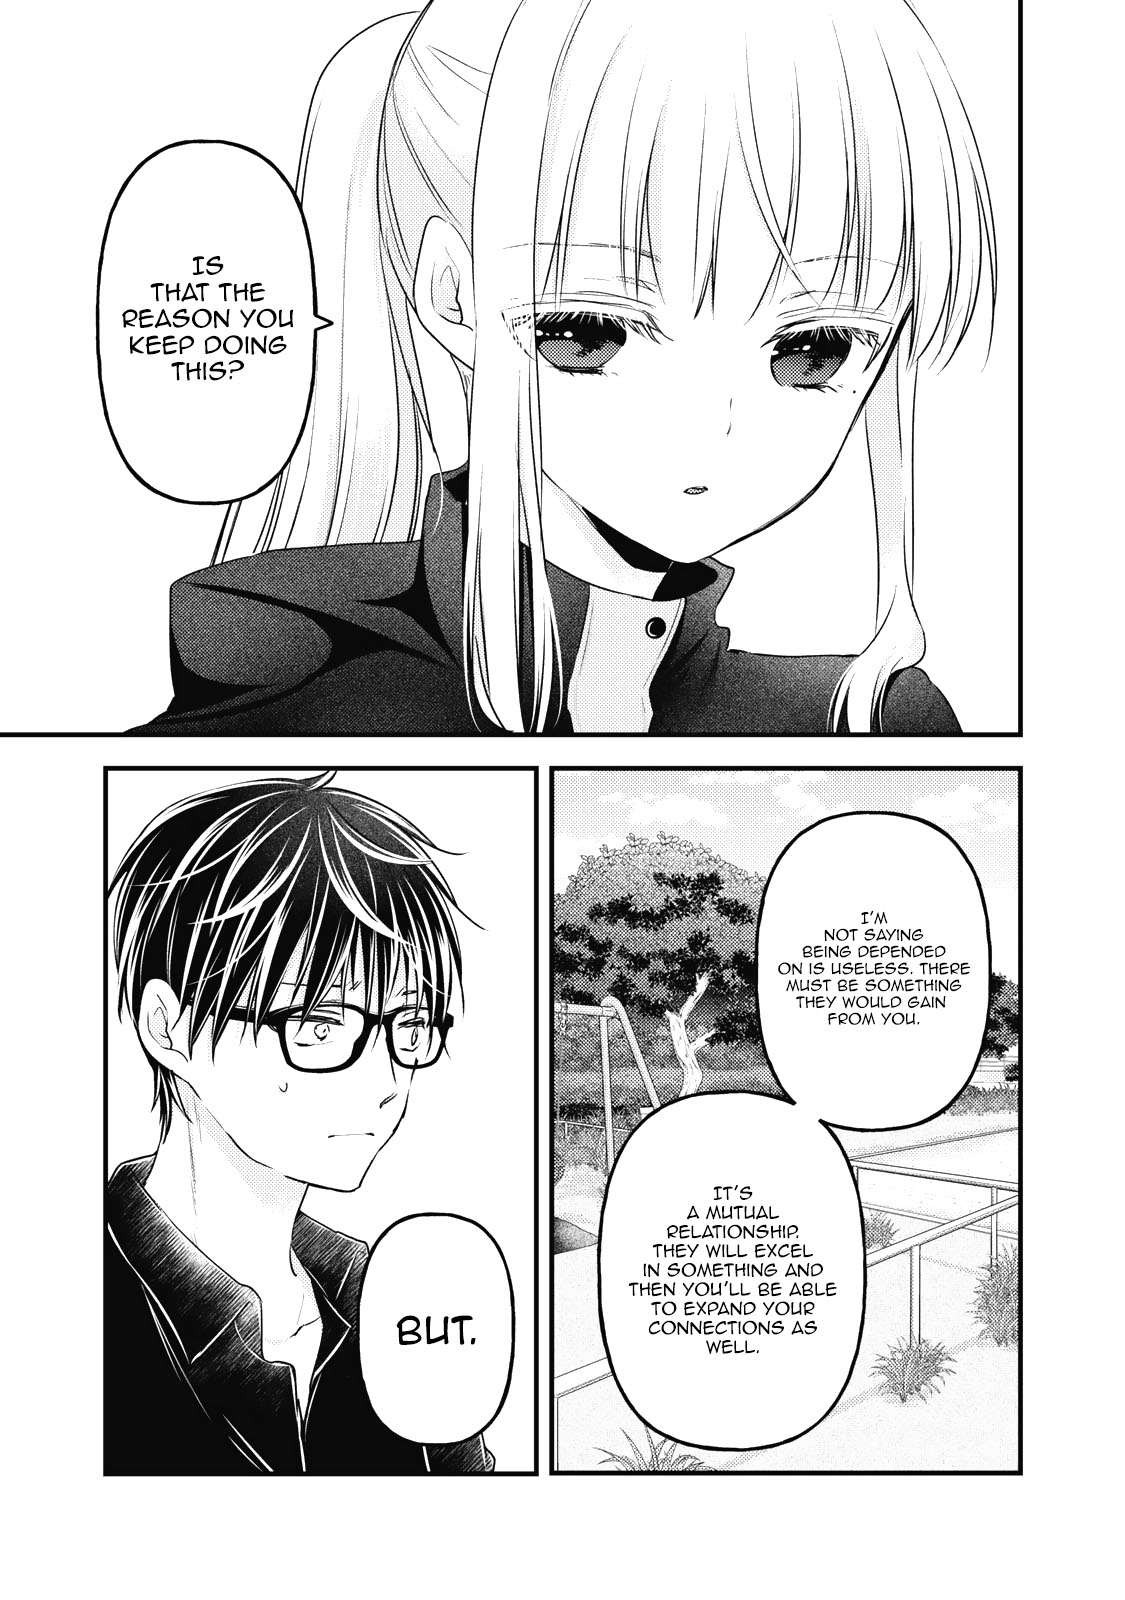 IS
THAT THE
REASON YOU
KEEP DOING
THIS?
I'M
NOT SAYING
BEING DEPENDED
ON IS USELESS. THERE
MUST BE SOMETHING
THEY WOULD GAIN
FROM YOU.
IT'S
A MUTUAL
RELATIONSHIP.
THEY WILL EXCEL
IN SOMETHING AND
THEN YOU'LL BE ABLE
TO EXPAND YOUR
CONNECTIONS AS
WELL.
BUT.